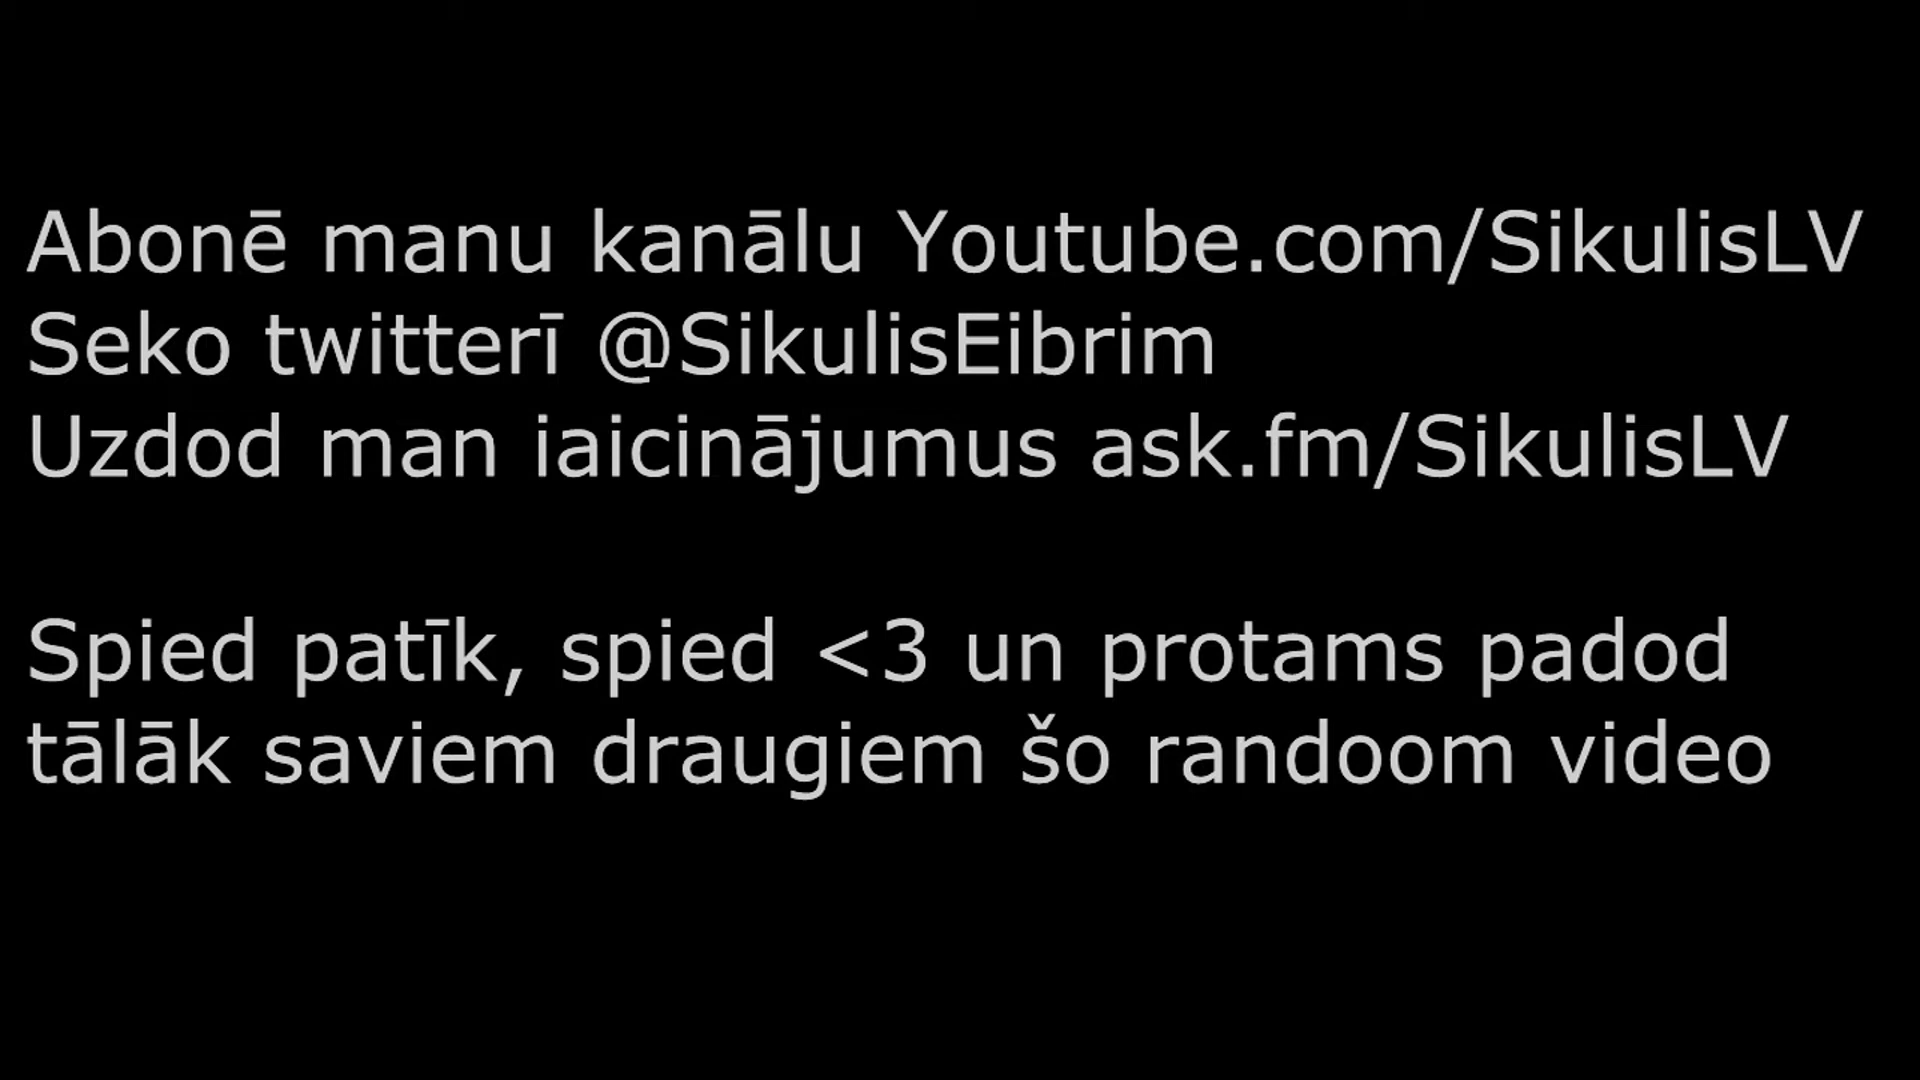 Abonē manu kanālu Youtube.com/SikulisLV
Seko twitterī @SikulisEibrim
Uzdod man iaicinājumus ask.fm/SikulisLV
Spied patīk, spied <3 un protams padod
tālāk saviem draugiem šo randoom video